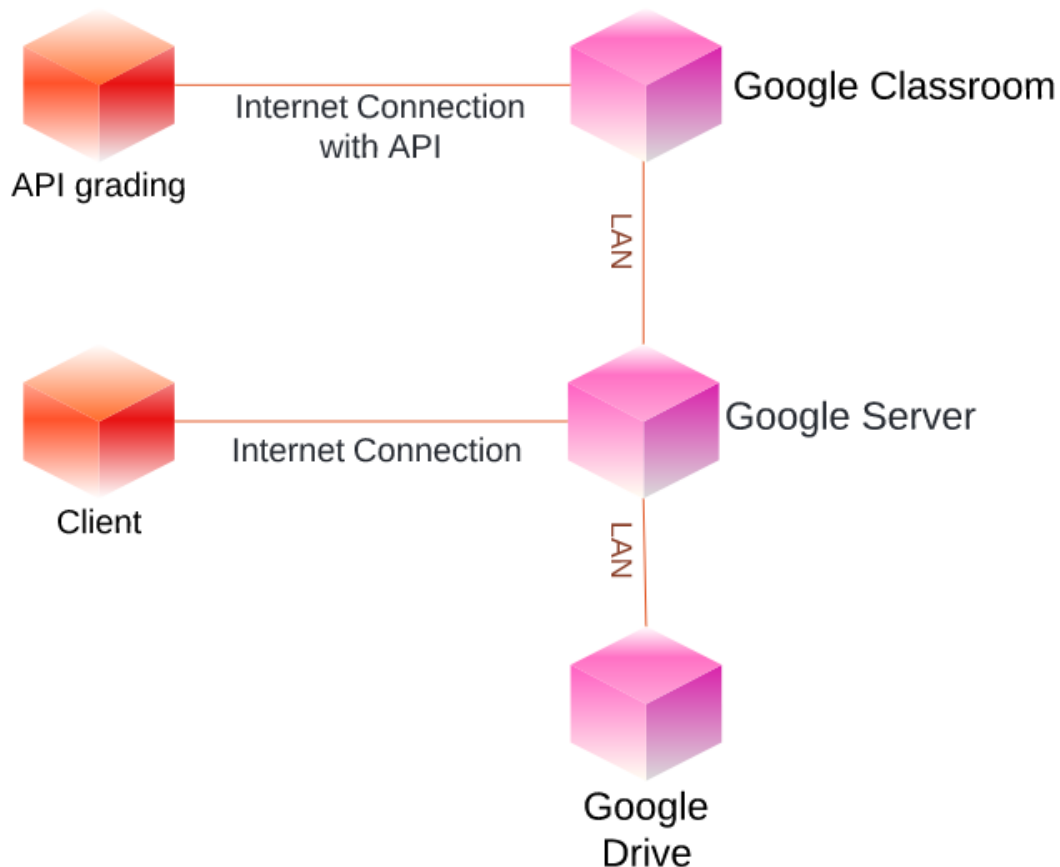 Google Classroom
Internet Connection
with API
API grading
LAN
Google Server
Internet Connection
Client
LAN
Google
Drive